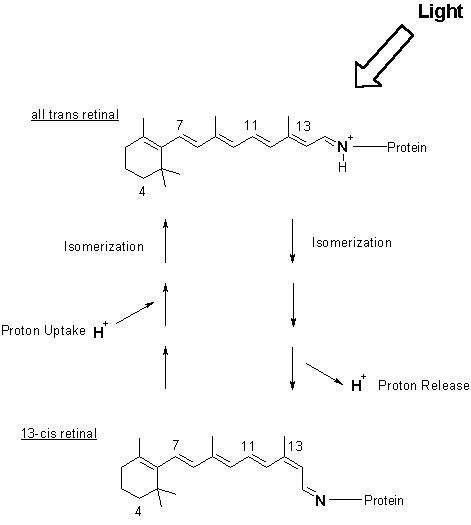 Light
all trans retinal
7
11
13
N
+
H
Protein
4
Isomerization
Isomerization
Proton Uptake H+
H+ Proton Release
13-cis retinal
7
11
13
N
Protein
4